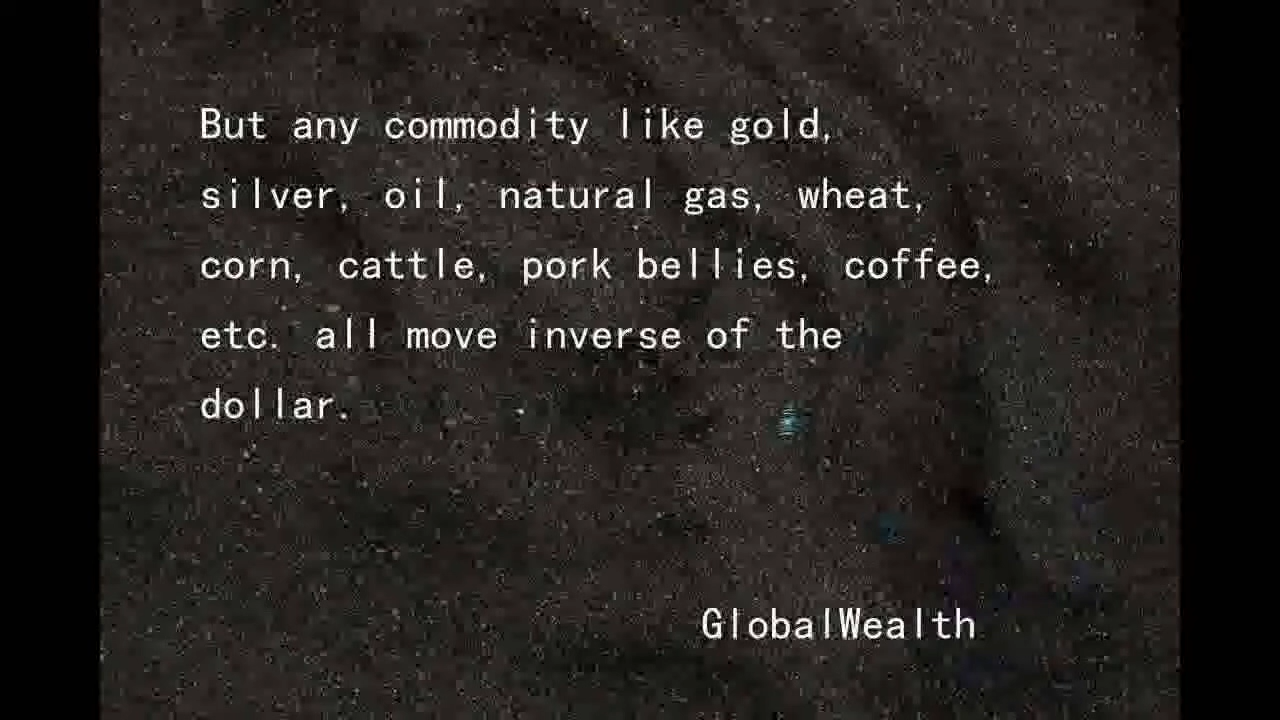 But any commodity like gold,
silver, oil, natural gas, wheat,
corn, cattle, pork bellies, coffee,
etc. all move inverse of the
dollar.
GlobalWealth